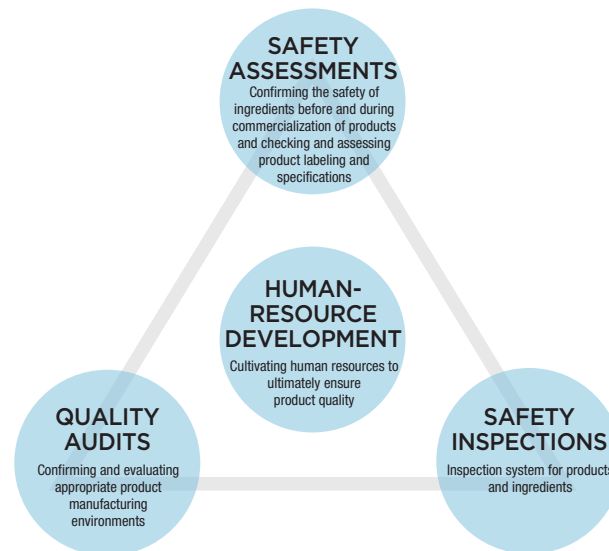 SAFETY
ASSESSMENTS
Confirming the safety of
ingredients before and during
commercialization of products
and checking and assessing
product labeling and
specifications
HUMAN-
RESOURCE
DEVELOPMENT
Cultivating human resources to
ultimately ensure
product quality
QUALITY
AUDITS
Confirming and evaluating
appropriate product
manufacturing
environments
SAFETY
INSPECTIONS
Inspection system for products
and ingredients